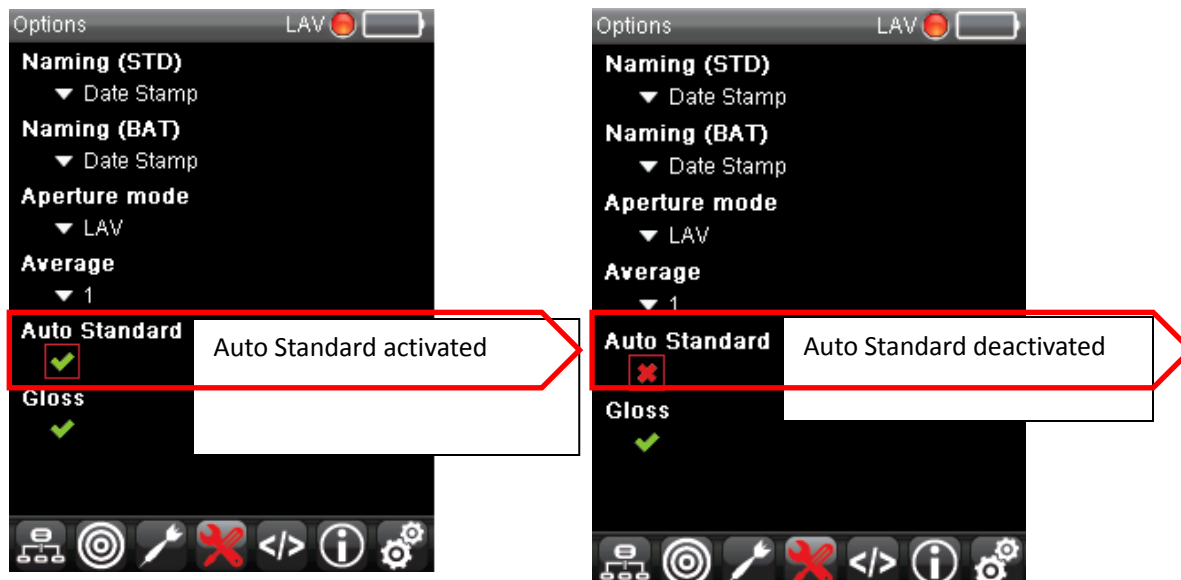 Options LAV
Naming (STD)
Date Stamp
Naming (BAT)
Date Stamp
Aperture mode
LAV
Average
1
Auto Standard
Auto Standard activated
Gloss
</>
Options LAV
Naming (STD)
Date Stamp
Naming (BAT)
Date Stamp
Aperture mode
LAV
Average
1
Auto Standard
Auto Standard deactivated
Gloss
</>